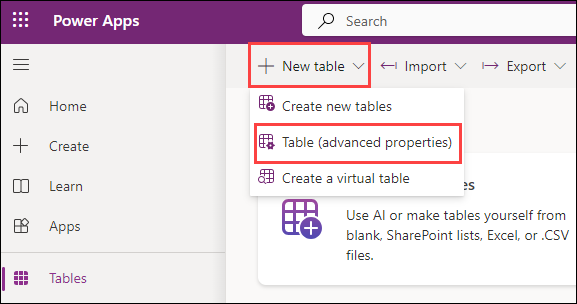 Power Apps
Search
New table
Import
Export
Home
Create new tables
Create
Table (advanced properties)
Learn
Create a virtual table
es
Apps
Use AI or make tables yourself from
blank, SharePoint lists, Excel, or .CSV
files.
Tables